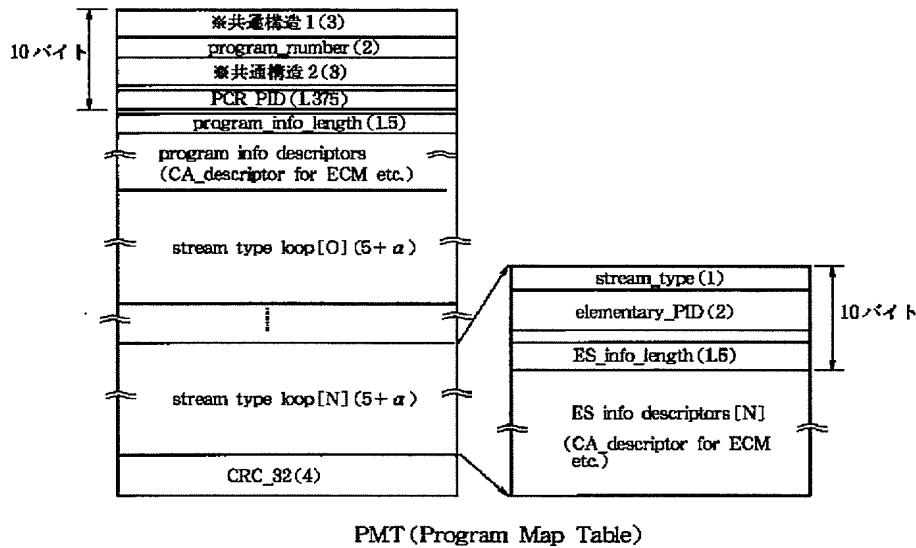 10バイト
※共通構造1(3)
program_number(2)
※共通構造2(3)
PCR_PID(1.375)
program_info_length(1.5)
program info descriptors
(CA_descriptor for ECM etc.)
stream type loop[O](5+α)
stream type loop[N](5+α)
CRC_32(4)
stream_type(1)
elementary_PID(2)
ES_info_length(1.5)
10バイト
ES info descriptors[N]
(CA_descriptor for ECM
etc.)
PMT(Program Map Table)